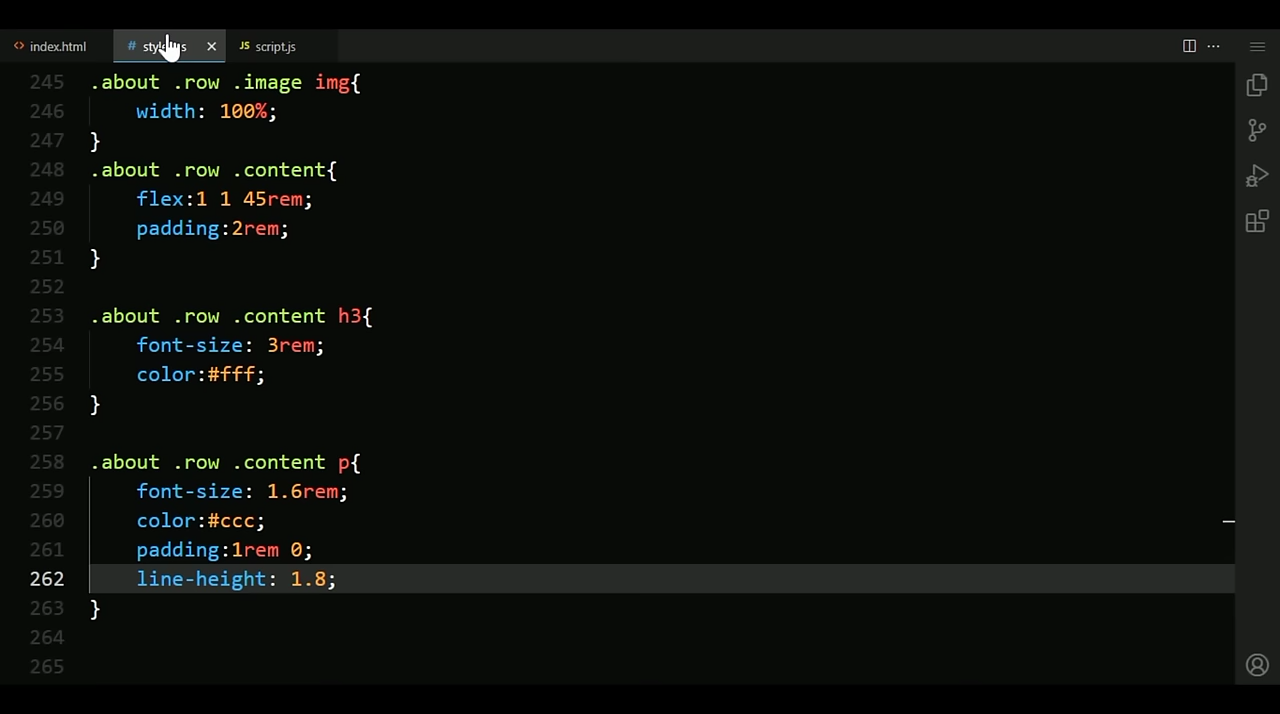 index.html
script.js
245 .about .row .image img{
246 width: 100%;
247 }
248 .about .row .content{
249 flex:1 1 45rem;
250 padding:2rem;
251 }
252
253 .about .row .content h3{
254 font-size: 3rem;
255 color:#fff;
256 }
257
258 .about .row .content p{
259 font-size: 1.6rem;
260 color:#ccc;
261 padding:1rem 0;
262 line-height: 1.8;
263 }
264
265